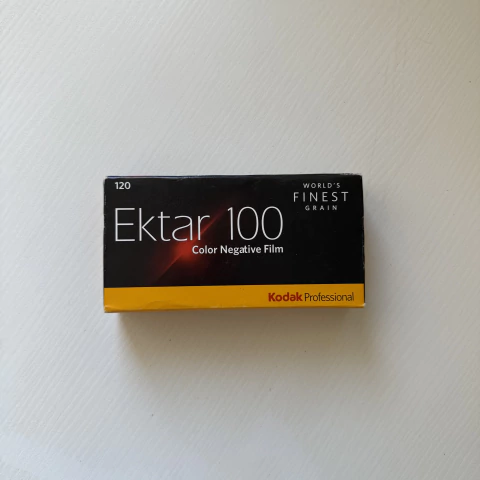 120
WORLD'S
FINEST
GRAIN
Ektar 100
Color Negative Film
Kodak Professional